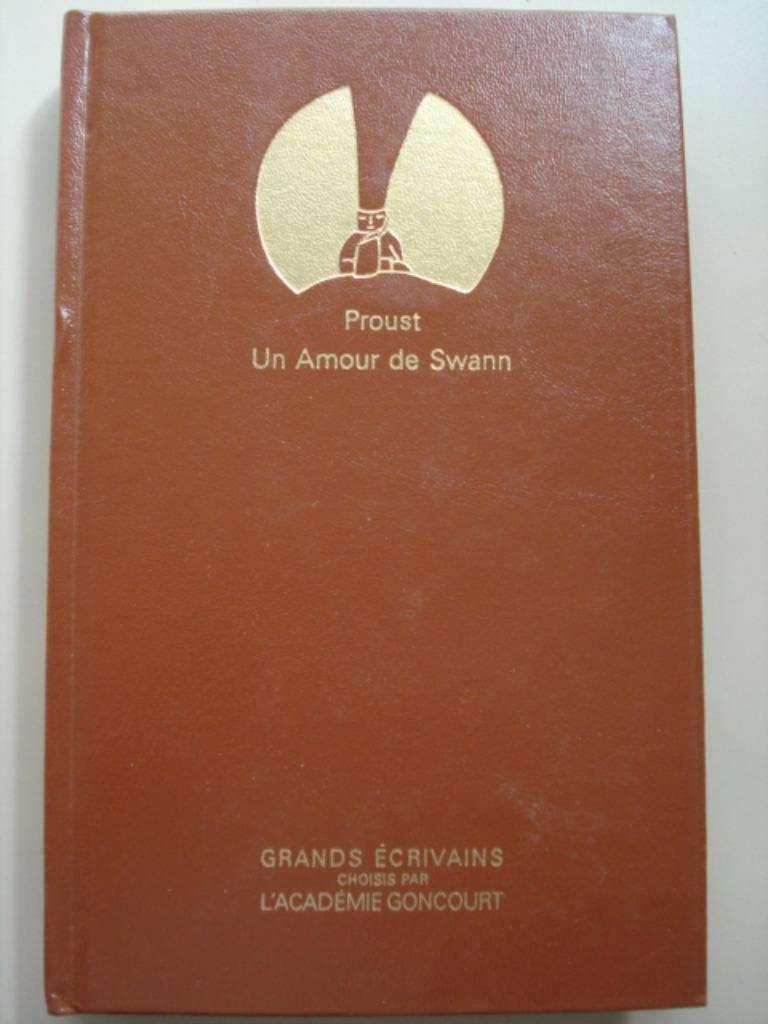 Proust
Un Amour de Swann
GRANDS ÉCRIVAINS
CHOISIS PAR
L'ACADÉMIE GONCOURT